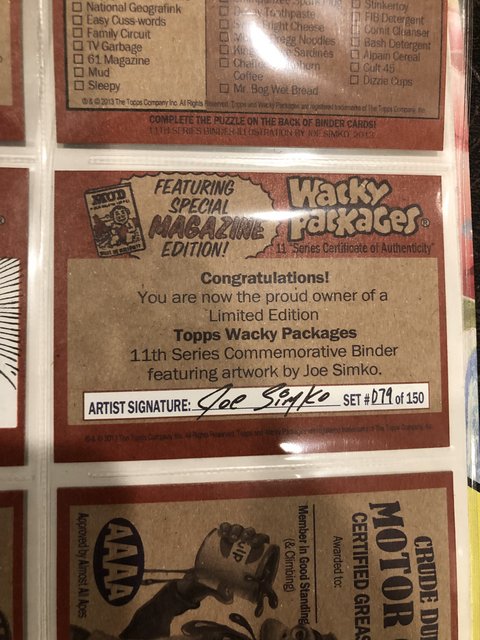 National Geografink
Easy Cuss-words
Family Circuit
TV Garbage
61 Magazine
Mud
Sleepy
Toothpaste
Light Cheese
Noodles
Sardines
Coffee
Mr. Bog Wet Bread
Stinkertoy
FIB Detergent
Comit Cleanser
Bash Detergent
Alpain Cereal
Gulf 45
Dizzie Cups
© & ® 2013 The Topps Company Inc. All Rights Reserved. Topps and Wacky Packages are registered trademarks of The Topps Company, Inc.
COMPLETE THE PUZZLE ON THE BACK OF BINDER CARDS!
11TH SERIES BINDER ILLUSTRATION BY JOE SIMKO 2013
MUD
FEATURING
SPECIAL
MAGAZINE
EDITION!
Wacky
Packages®
11th Series Certificate of Authenticity
Congratulations!
You are now the proud owner of a
Limited Edition
Topps Wacky Packages
11th Series Commemorative Binder
featuring artwork by Joe Simko.
ARTIST SIGNATURE: Joe Simko SET # D79 of 150
CRUDE
MOTOR
CERTIFIED
Awarded to:
Member in Good Standing
(& Climbing)
AAAA
Approved by Almost All Apes